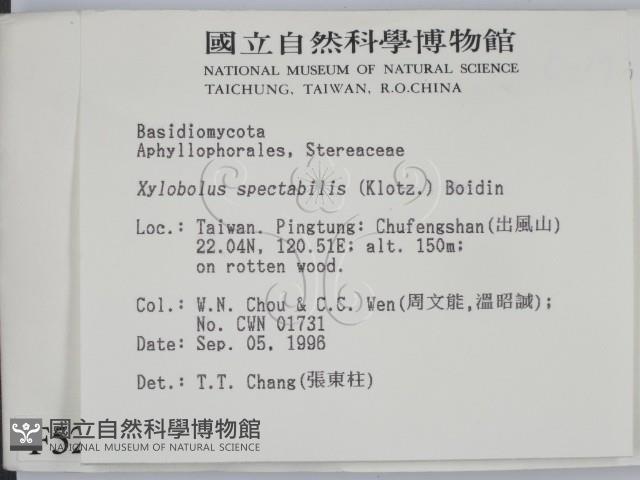 國立自然科學博物館
NATIONAL MUSEUM OF NATURAL SCIENCE
TAICHUNG, TAIWAN, R.O.CHINA
Basidiomycota
Aphyllophorales, Stereaceae
Xylobolus spectabilis (Klotz.) Boidin
Loc.: Taiwan. Pingtung: Chufengshan(出風山)
22.04N, 120.51E; alt. 150m;
on rotten wood.
Col.: W.N. Chou & C.C. Wen(周文能,溫昭誠);
No. CWN 01731
Date: Sep. 05, 1996
Det.: T.T. Chang(張東柱)
國立自然科學博物館
NATIONAL MUSEUM OF NATURAL SCIENCE